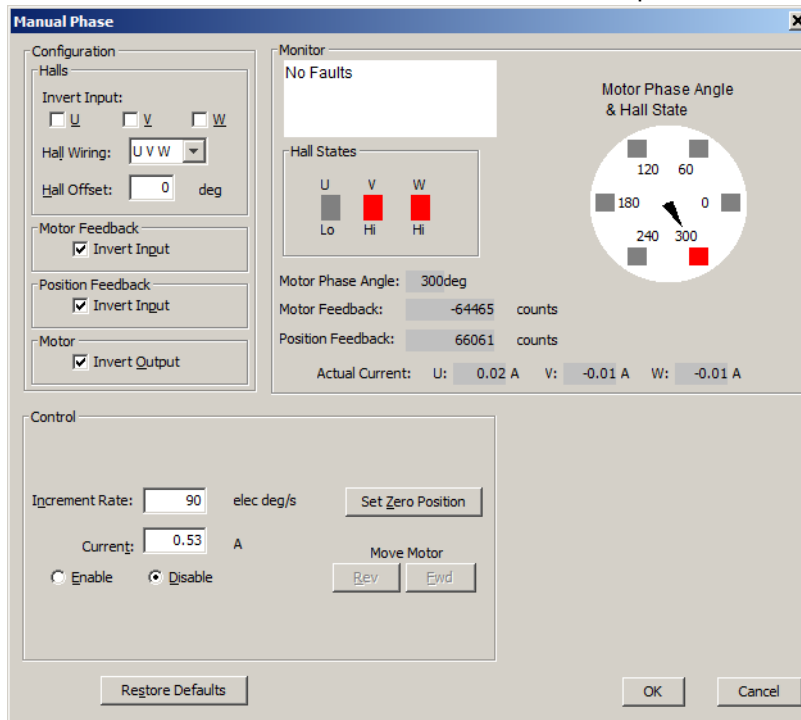 Manual Phase
Configuration
Halls
Invert Input:
U V W
Hall Wiring: U V W
Hall Offset: 0 deg
Motor Feedback
Invert Input
Position Feedback
Invert Input
Motor
Invert Output
Monitor
No Faults
Hall States
U V W
Lo Hi Hi
Motor Phase Angle
& Hall State
120 60
180 0
240 300
Motor Phase Angle: 300deg
Motor Feedback: -64465 counts
Position Feedback: 66061 counts
Actual Current: U: 0.02 A V: -0.01 A W: -0.01 A
Control
Increment Rate: 90 elec deg/s
Set Zero Position
Current: 0.53 A
Move Motor
Enable Disable
Rev Fwd
Restore Defaults
OK Cancel